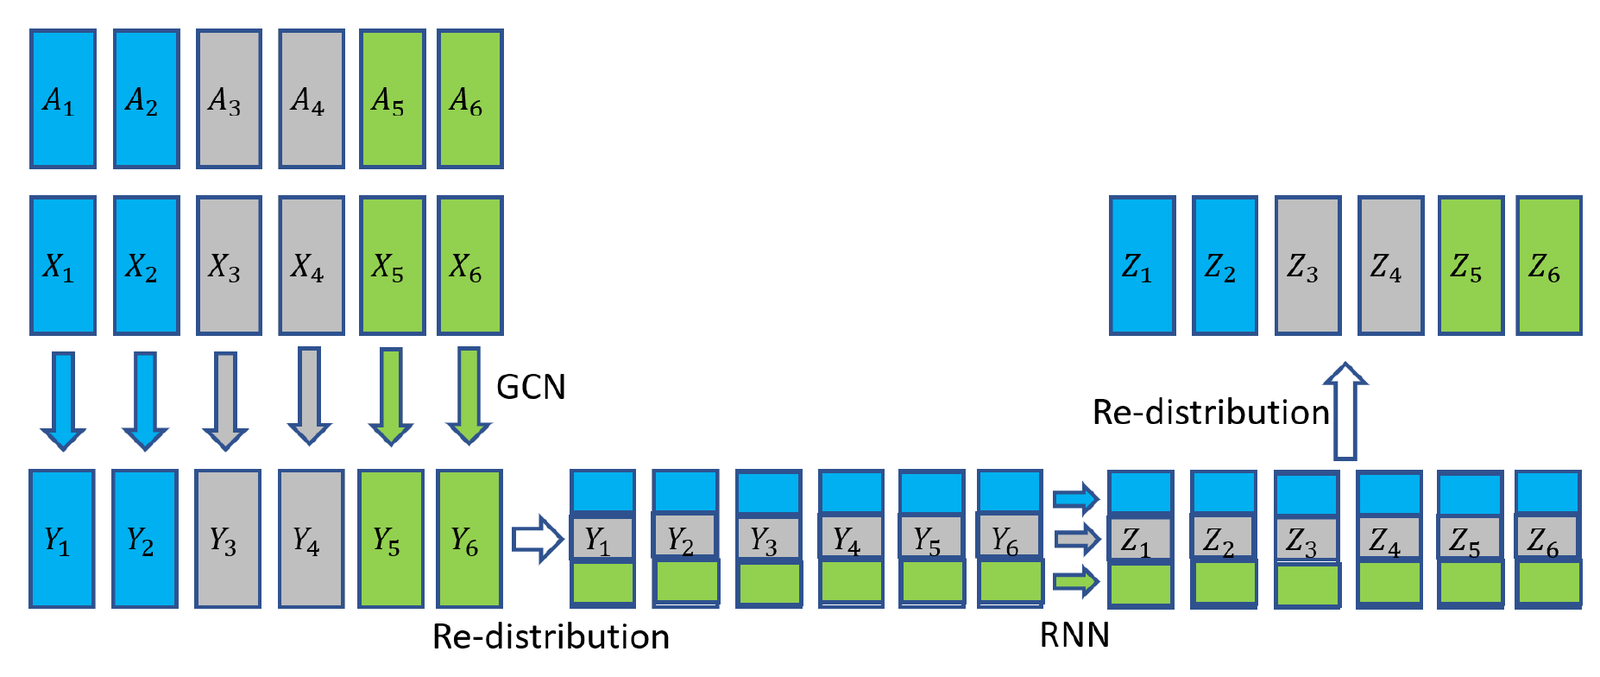 A₁ A₂ A₃ A₄ A₅ A₆
X₁ X₂ X₃ X₄ X₅ X₆
Z₁ Z₂ Z₃ Z₄ Z₅ Z₆
GCN
Re-distribution
Y₁ Y₂ Y₃ Y₄ Y₅ Y₆
Y₁ Y₂ Y₃ Y₄ Y₅ Y₆
Z₁ Z₂ Z₃ Z₄ Z₅ Z₆
Re-distribution
RNN